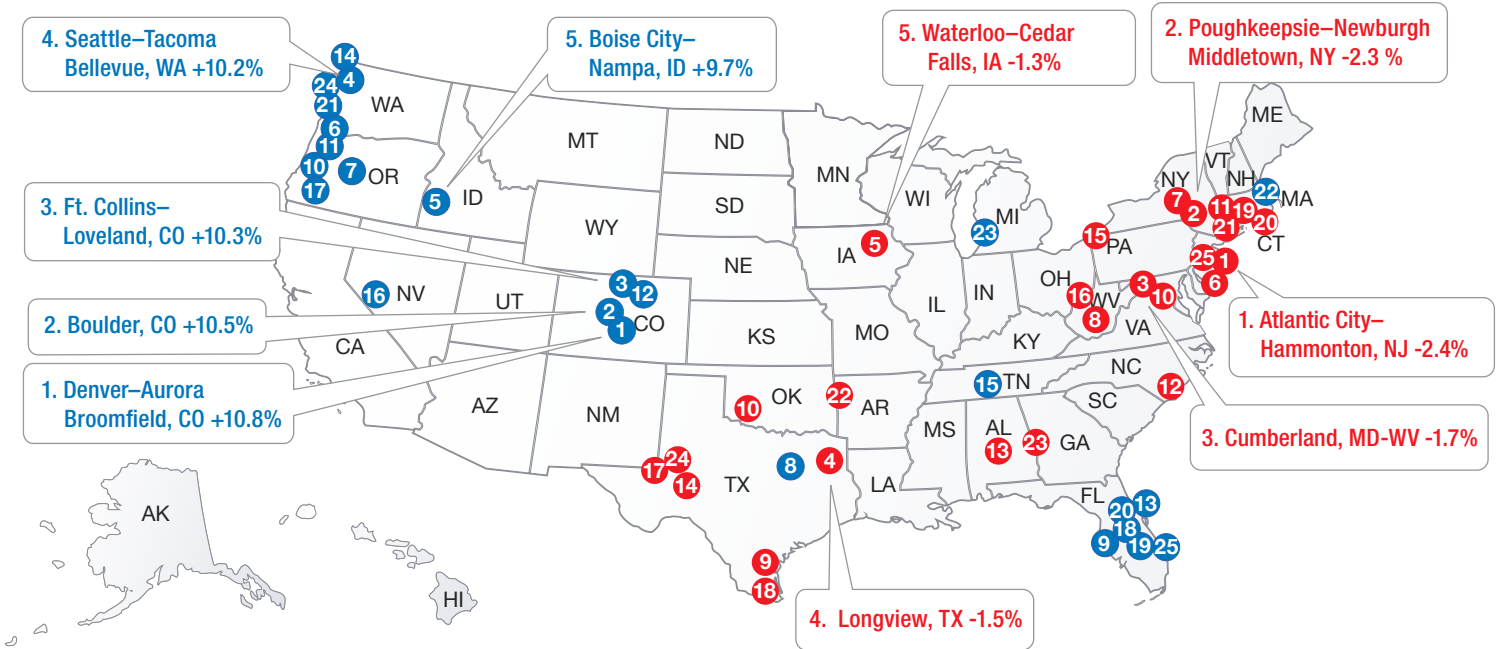 4. Seattle–Tacoma
Bellevue, WA +10.2%
5. Boise City–
Nampa, ID +9.7%
5. Waterloo–Cedar
Falls, IA -1.3%
2. Poughkeepsie–Newburgh
Middletown, NY -2.3 %
3. Ft. Collins–
Loveland, CO +10.3%
2. Boulder, CO +10.5%
1. Denver–Aurora
Broomfield, CO +10.8%
1. Atlantic City–
Hammonton, NJ -2.4%
3. Cumberland, MD-WV -1.7%
4. Longview, TX -1.5%
14
4
24
21
WA
6
11
10
7
OR
17
5
ID
MT
ND
MN
WI
MI
23
ME
VT
NH
NY
22
MA
7
2
11
19
20
21
CT
SD
WY
IA
5
15
PA
25
1
6
NE
3
12
2
1
CO
16
NV
UT
CA
IL
IN
OH
16
WV
8
3
10
VA
KS
MO
KY
AZ
NM
10
OK
22
AR
15
TN
NC
12
SC
MS
AL
13
23
GA
17
24
14
TX
8
4
LA
FL
20
13
18
9
19
25
9
18
AK
HI